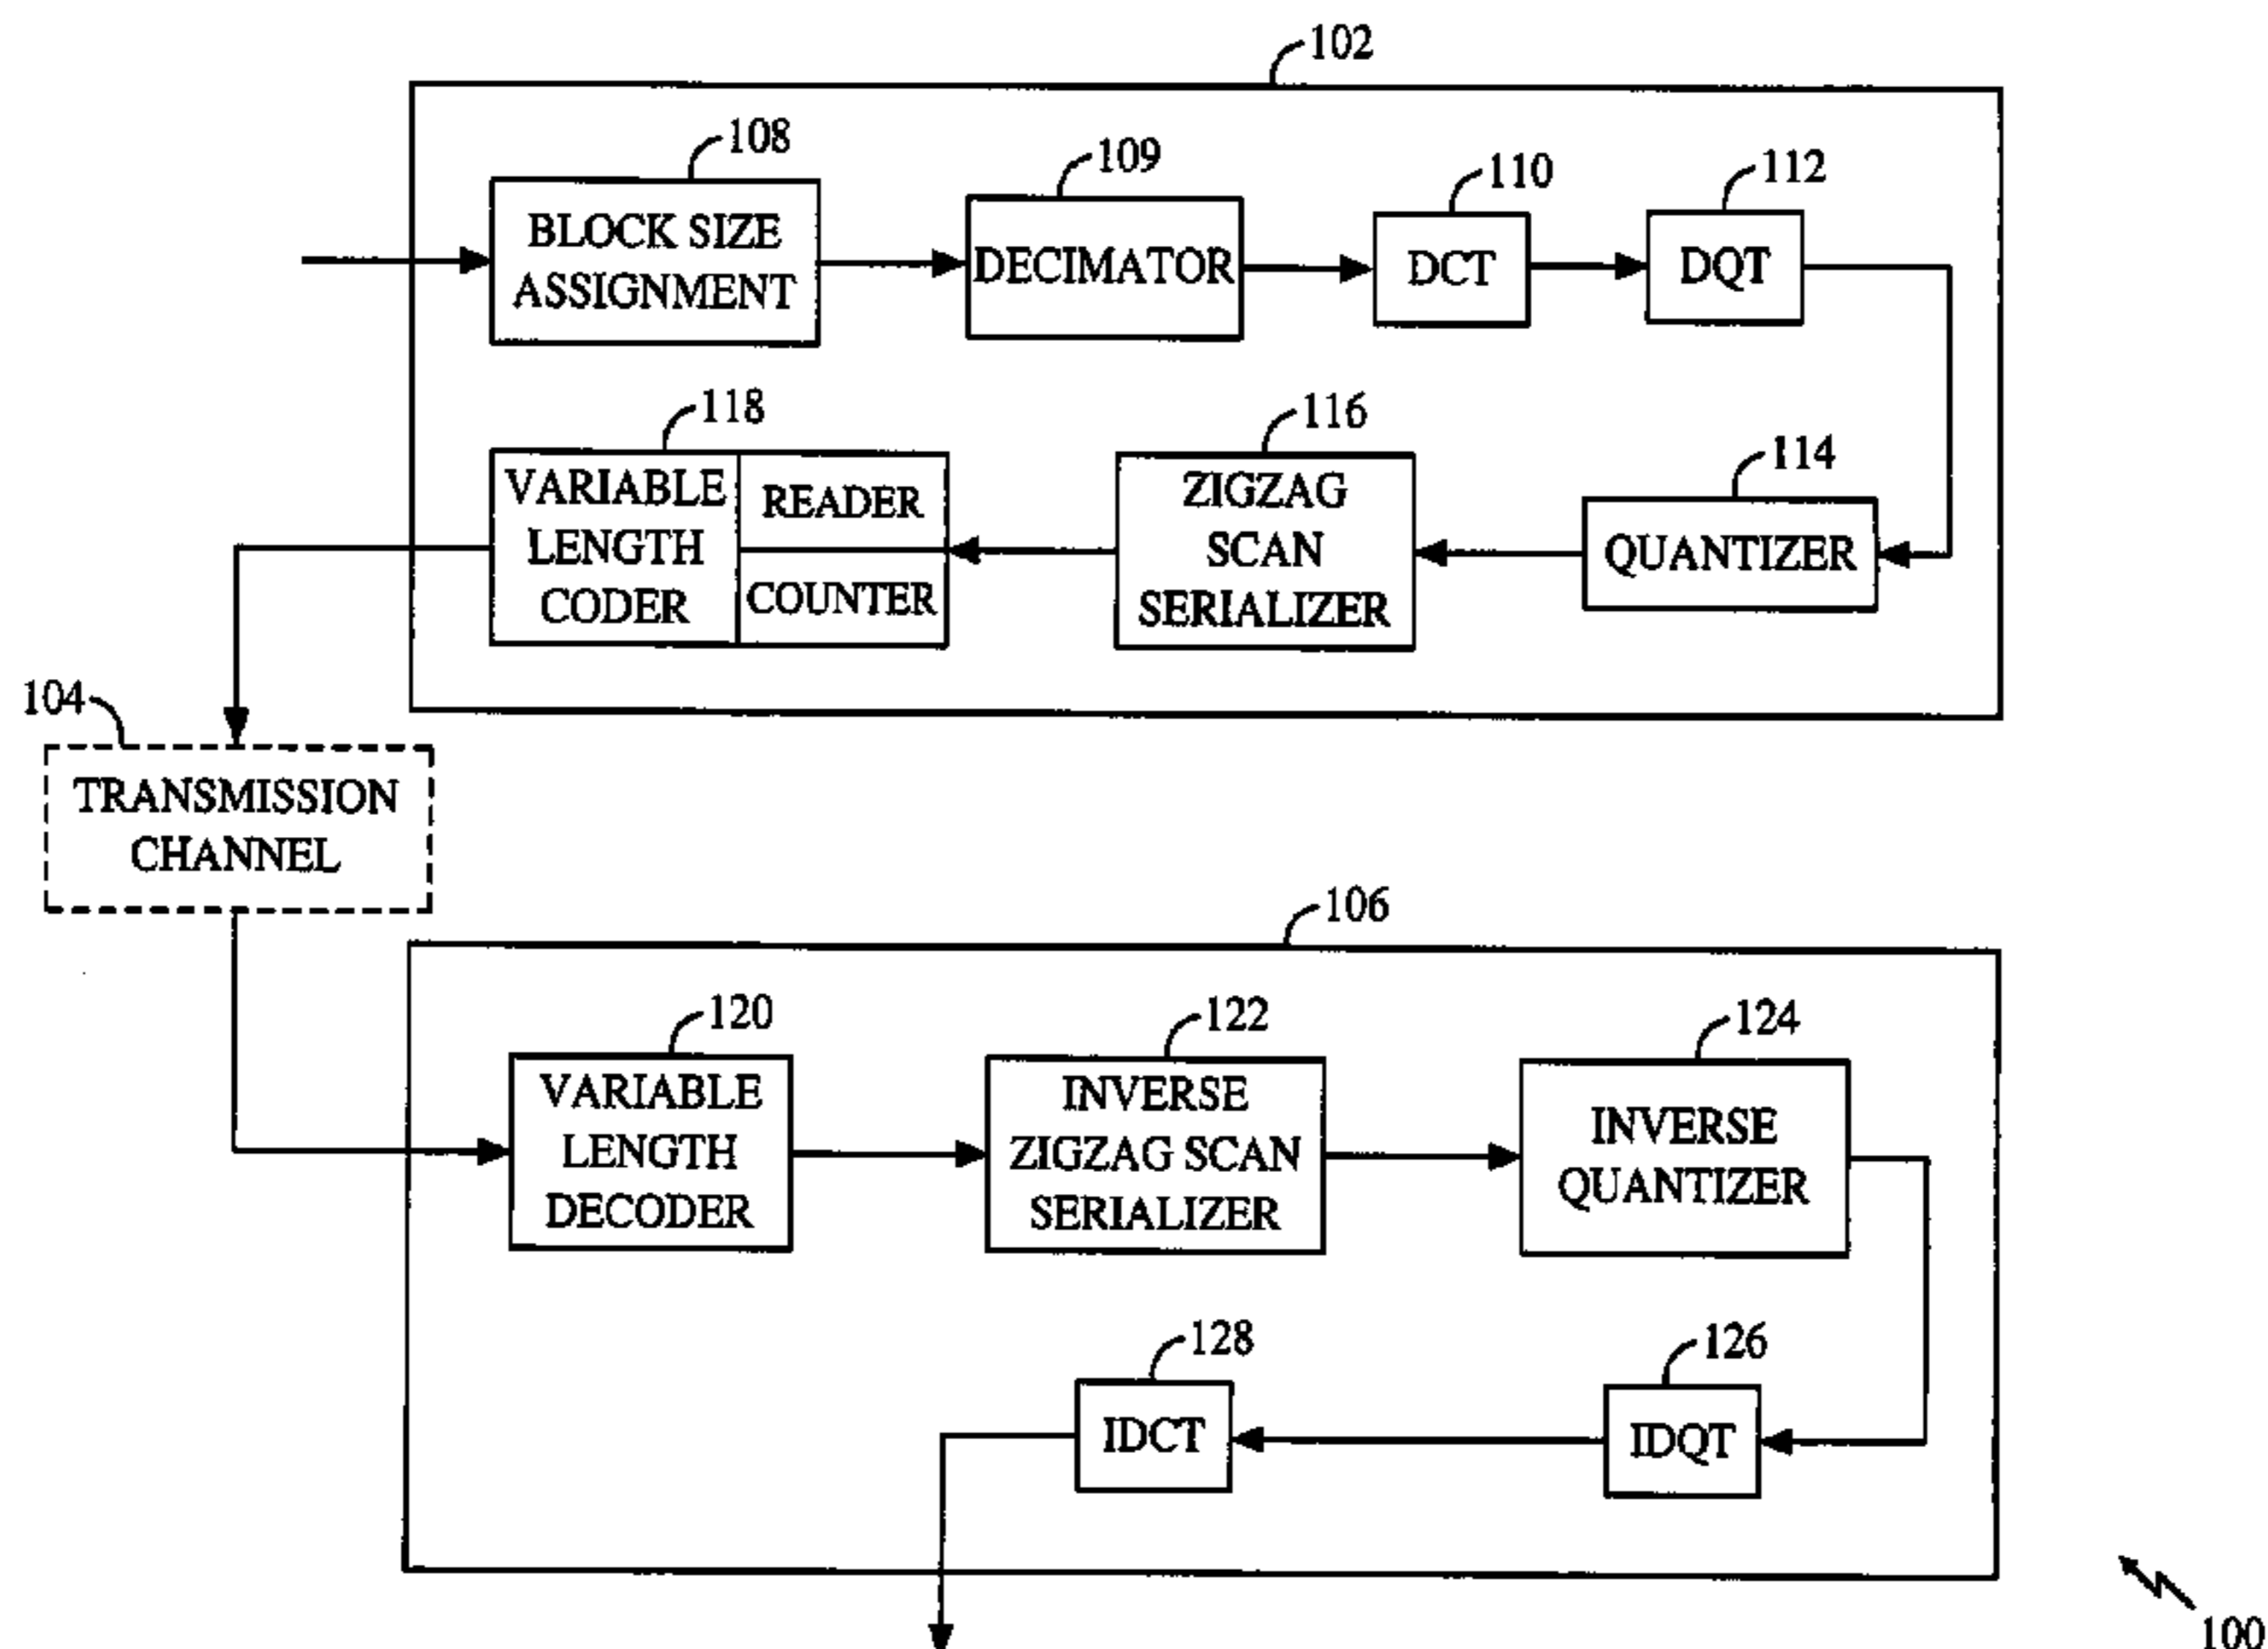 102
108
109
110
112
BLOCK SIZE
ASSIGNMENT
DECIMATOR
DCT
DQT
118
116
114
VARIABLE
LENGTH
CODER
READER
COUNTER
ZIGZAG
SCAN
SERIALIZER
QUANTIZER
104
TRANSMISSION
CHANNEL
106
120
122
124
VARIABLE
LENGTH
DECODER
INVERSE
ZIGZAG SCAN
SERIALIZER
INVERSE
QUANTIZER
128
126
IDCT
IDQT
100